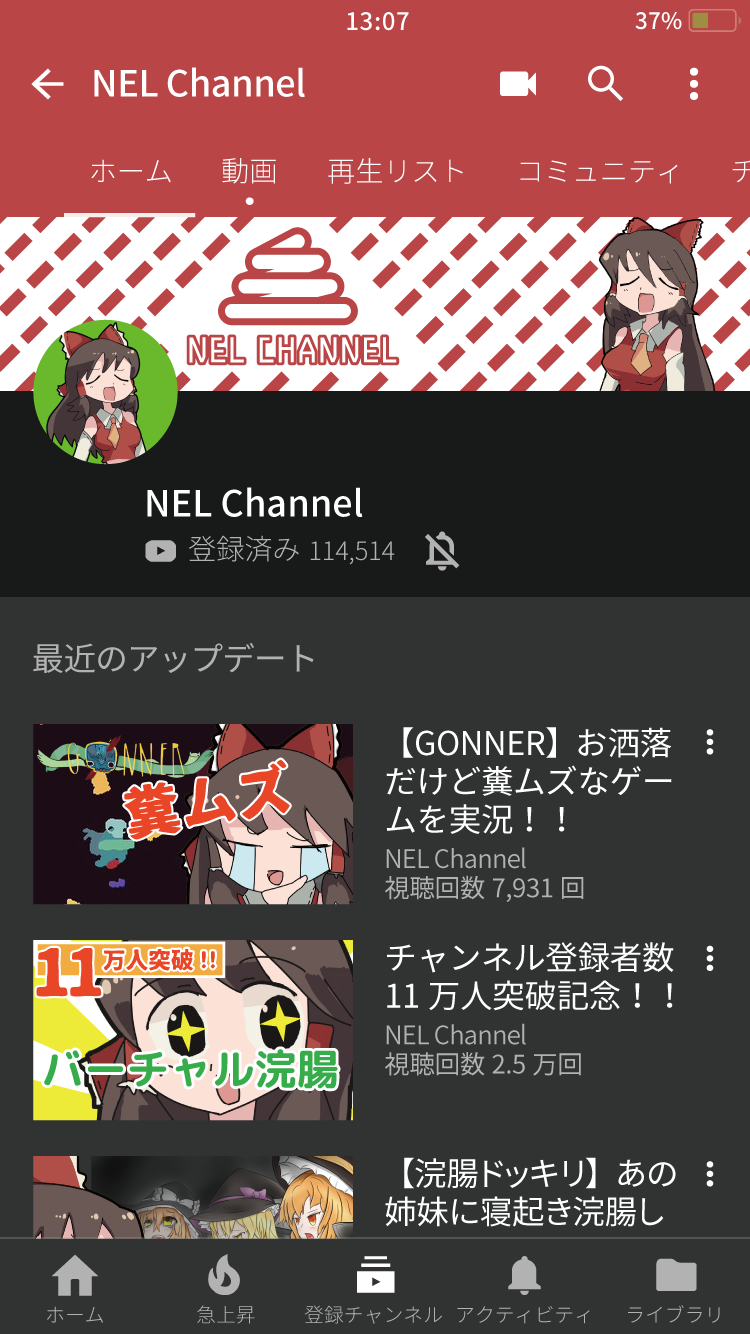 13:07
37%
NEL Channel
ホーム 動画 再生リスト コミュニティ チ
NEL CHANNEL
NEL Channel
登録済み 114,514
最近のアップデート
GONNER
糞ムズ
【GONNER】お洒落
だけど糞ムズなゲー
ムを実況！！
NEL Channel
視聴回数 7,931 回
11万人突破!!
バーチャル浣腸
チャンネル登録者数
11 万人突破記念！！
NEL Channel
視聴回数 2.5 万回
【浣腸ドッキリ】あの
姉妹に寝起き浣腸し
ホーム 急上昇 登録チャンネル アクティビティ ライブラリ